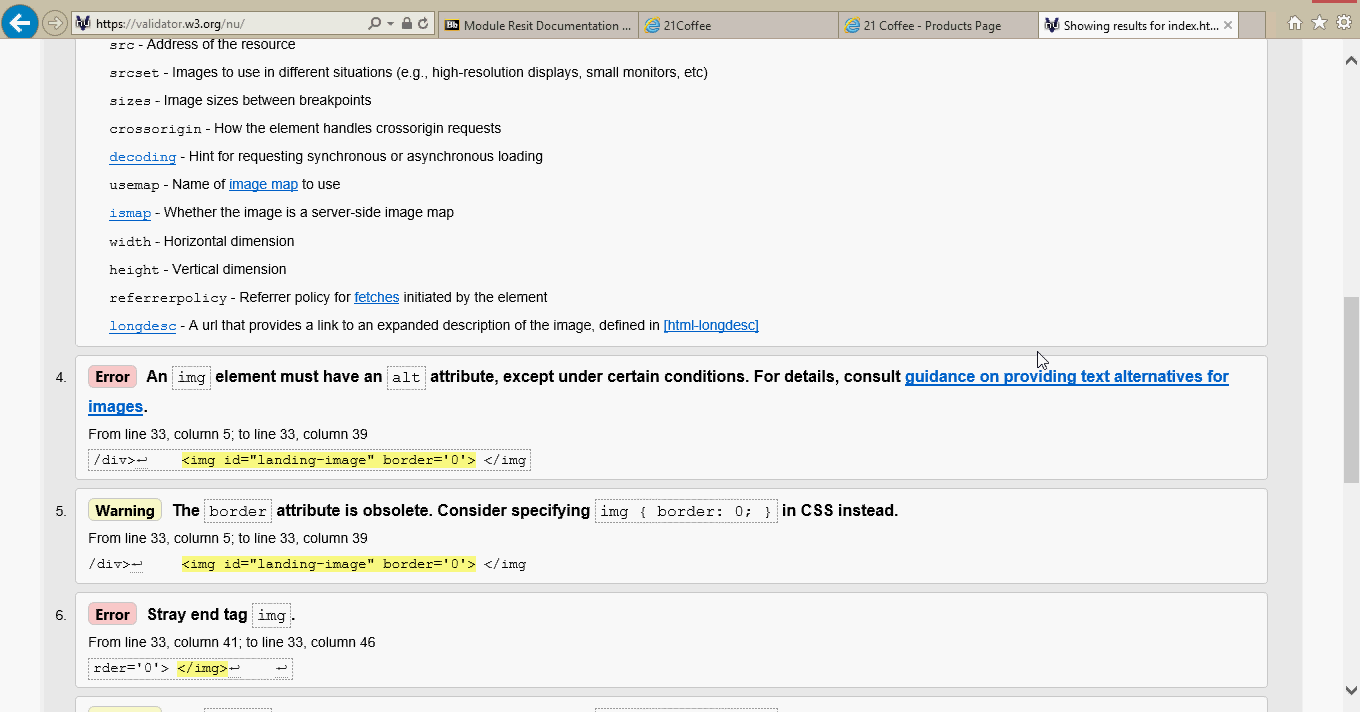 https://validator.w3.org/nu/
Module Resit Documentation ...
21Coffee
21 Coffee - Products Page
Showing results for index.ht...
src - Address of the resource
srcset - Images to use in different situations (e.g., high-resolution displays, small monitors, etc)
sizes - Image sizes between breakpoints
crossorigin - How the element handles crossorigin requests
decoding - Hint for requesting synchronous or asynchronous loading
usemap - Name of image map to use
ismap - Whether the image is a server-side image map
width - Horizontal dimension
height - Vertical dimension
referrerpolicy - Referrer policy for fetches initiated by the element
longdesc - A url that provides a link to an expanded description of the image, defined in [html-longdesc]
4. Error An img element must have an alt attribute, except under certain conditions. For details, consult guidance on providing text alternatives for
images.
From line 33, column 5; to line 33, column 39
/div>↩ <img id="landing-image" border='0'> </img
5. Warning The border attribute is obsolete. Consider specifying img { border: 0; } in CSS instead.
From line 33, column 5; to line 33, column 39
/div>↩ <img id="landing-image" border='0'> </img
6. Error Stray end tag img.
From line 33, column 41; to line 33, column 46
rder='0'> </img>↩ ↩